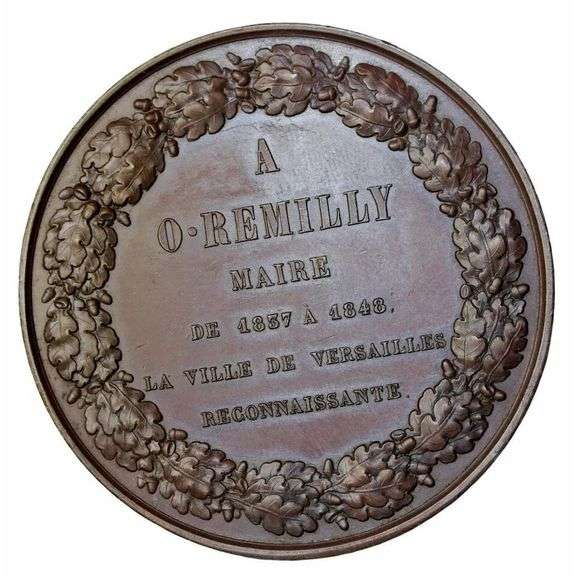 A
O·REMILLY
MAIRE
DE 1837 À 1848.
LA VILLE DE VERSAILLES
RECONNAISSANTE.